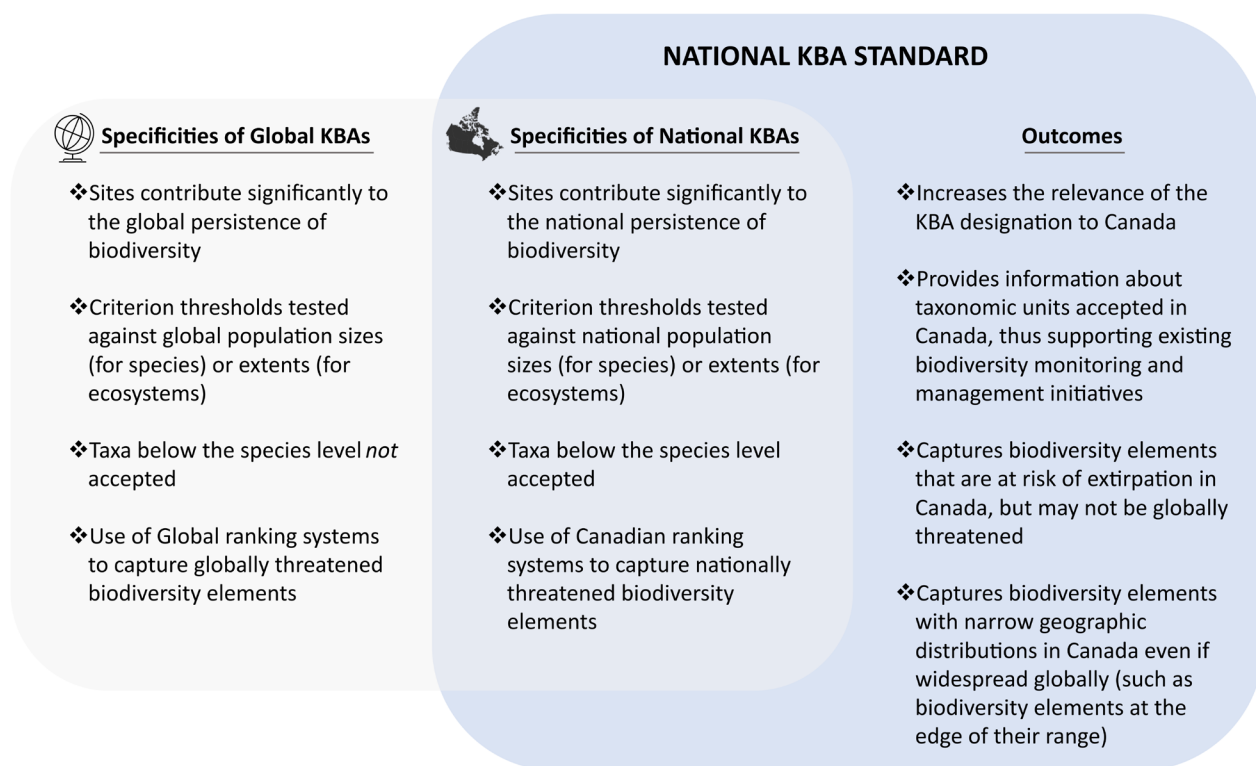 NATIONAL KBA STANDARD
Specificities of Global KBAs
❖Sites contribute significantly to
the global persistence of
biodiversity
❖Criterion thresholds tested
against global population sizes
(for species) or extents (for
ecosystems)
❖Taxa below the species level not
accepted
❖Use of Global ranking systems
to capture globally threatened
biodiversity elements
Specificities of National KBAs
❖Sites contribute significantly to
the national persistence of
biodiversity
❖Criterion thresholds tested
against national population
sizes (for species) or extents (for
ecosystems)
❖Taxa below the species level
accepted
❖Use of Canadian ranking
systems to capture nationally
threatened biodiversity
elements
Outcomes
❖Increases the relevance of the
KBA designation to Canada
❖Provides information about
taxonomic units accepted in
Canada, thus supporting existing
biodiversity monitoring and
management initiatives
❖Captures biodiversity elements
that are at risk of extirpation in
Canada, but may not be globally
threatened
❖Captures biodiversity elements
with narrow geographic
distributions in Canada even if
widespread globally (such as
biodiversity elements at the
edge of their range)